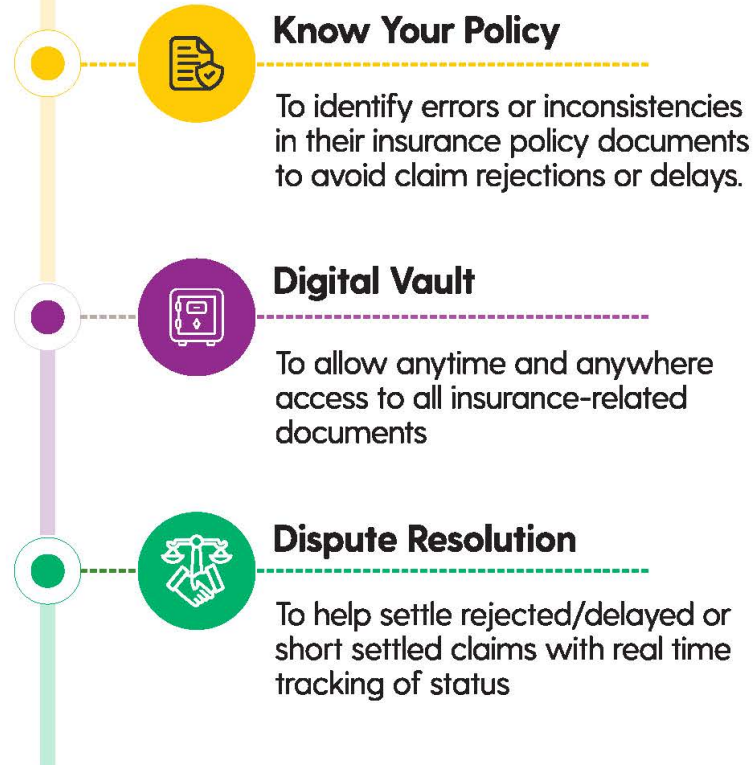 Know Your Policy
To identify errors or inconsistencies
in their insurance policy documents
to avoid claim rejections or delays.
Digital Vault
To allow anytime and anywhere
access to all insurance-related
documents
Dispute Resolution
To help settle rejected/delayed or
short settled claims with real time
tracking of status